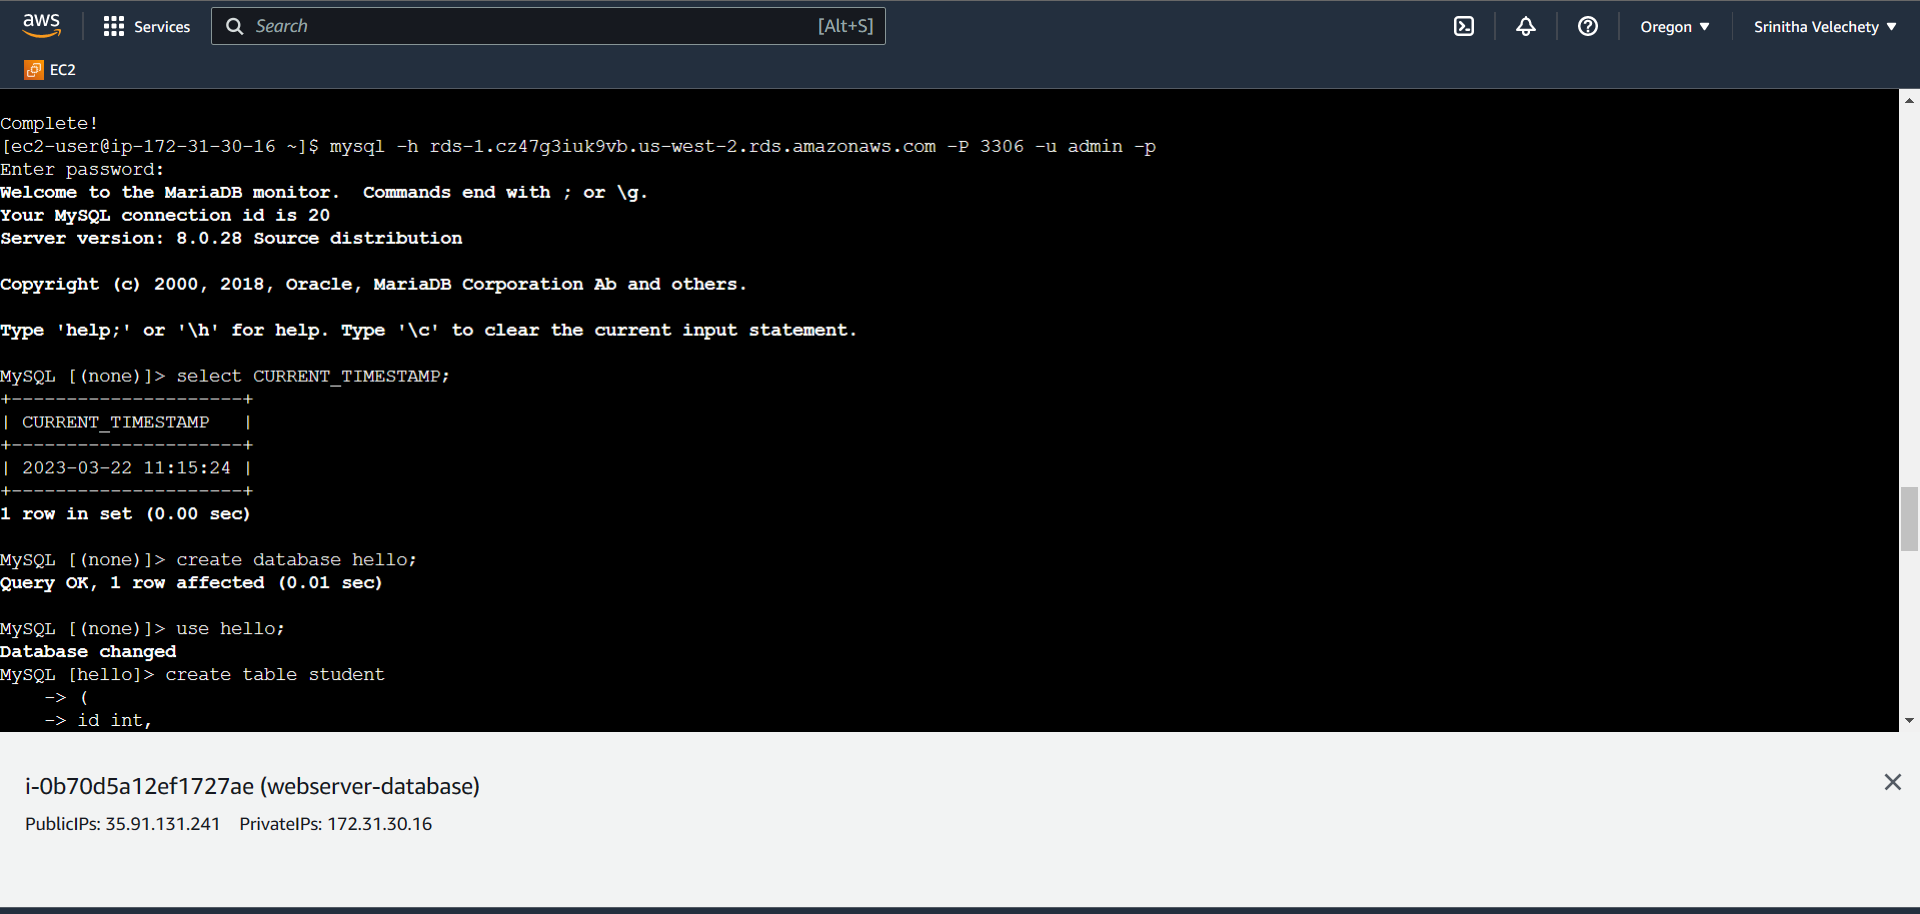 aws
Services
Search [Alt+S]
Oregon ▼
Srinitha Velechety ▼
EC2
Complete!
[ec2-user@ip-172-31-30-16 ~]$ mysql -h rds-1.cz47g3iuk9vb.us-west-2.rds.amazonaws.com -P 3306 -u admin -p
Enter password:
Welcome to the MariaDB monitor.  Commands end with ; or \g.
Your MySQL connection id is 20
Server version: 8.0.28 Source distribution
Copyright (c) 2000, 2018, Oracle, MariaDB Corporation Ab and others.
Type 'help;' or '\h' for help. Type '\c' to clear the current input statement.
MySQL [(none)]> select CURRENT_TIMESTAMP;
+---------------------+
| CURRENT_TIMESTAMP   |
+---------------------+
| 2023-03-22 11:15:24 |
+---------------------+
1 row in set (0.00 sec)
MySQL [(none)]> create database hello;
Query OK, 1 row affected (0.01 sec)
MySQL [(none)]> use hello;
Database changed
MySQL [hello]> create table student
    -> (
    -> id int,
i-0b70d5a12ef1727ae (webserver-database)
PublicIPs: 35.91.131.241 PrivateIPs: 172.31.30.16